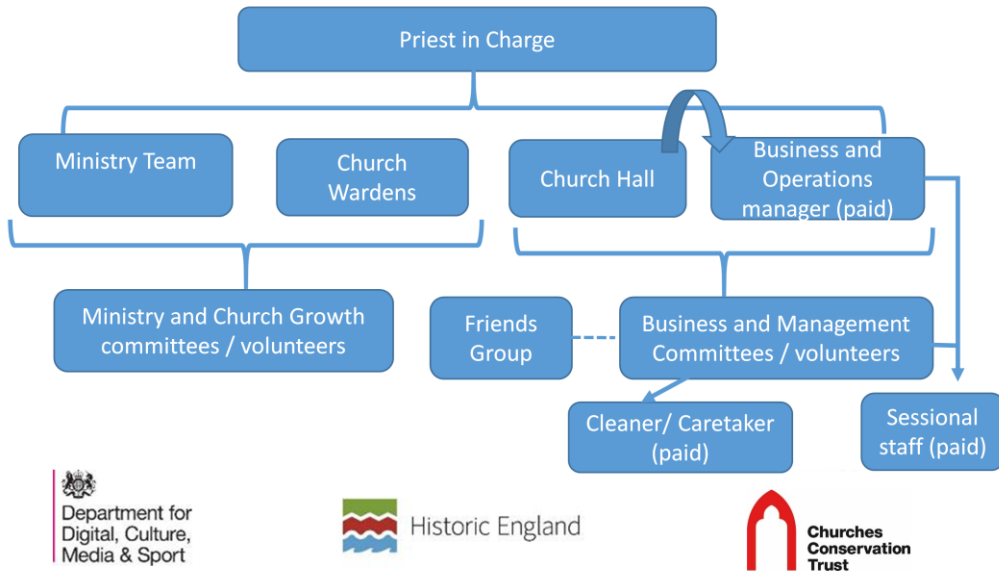 Priest in Charge
Ministry Team
Church
Wardens
Church Hall
Business and
Operations
manager (paid)
Ministry and Church Growth
committees / volunteers
Friends
Group
Business and Management
Committees / volunteers
Cleaner/ Caretaker
(paid)
Sessional
staff (paid)
Department for
Digital, Culture,
Media & Sport
Historic England
Churches
Conservation
Trust